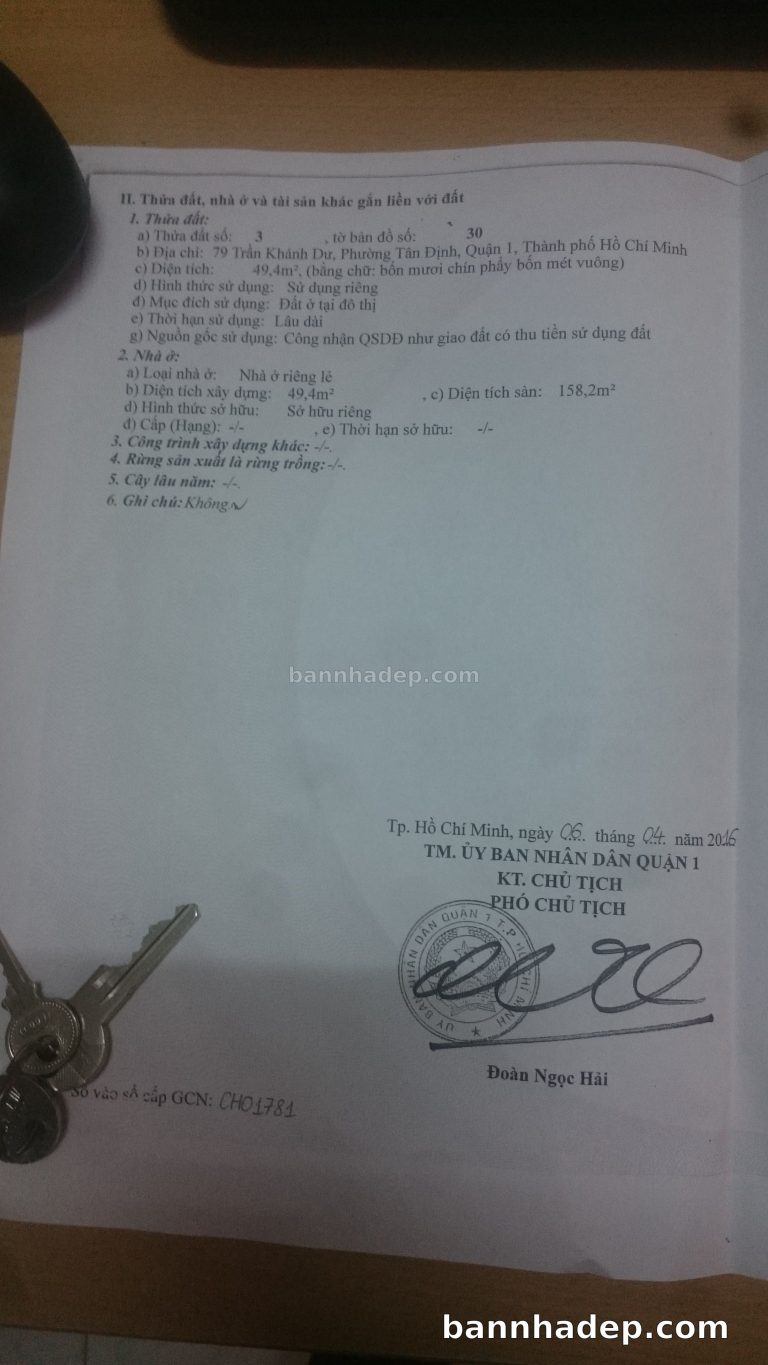 II. Thửa đất, nhà ở và tài sản khác gắn liền với đất
1. Thửa đất:
a) Thửa đất số: 3 , tờ bản đồ số: 30
b) Địa chỉ: 79 Trần Khánh Dư, Phường Tân Định, Quận 1, Thành phố Hồ Chí Minh
c) Diện tích: 49,4m², (bằng chữ: bốn mươi chín phẩy bốn mét vuông)
d) Hình thức sử dụng: Sử dụng riêng
đ) Mục đích sử dụng: Đất ở tại đô thị
e) Thời hạn sử dụng: Lâu dài
g) Nguồn gốc sử dụng: Công nhận QSDĐ như giao đất có thu tiền sử dụng đất
2. Nhà ở:
a) Loại nhà ở: Nhà ở riêng lẻ
b) Diện tích xây dựng: 49,4m² , c) Diện tích sàn: 158,2m²
d) Hình thức sở hữu: Sở hữu riêng
đ) Cấp (Hạng): -/- , e) Thời hạn sở hữu: -/-
3. Công trình xây dựng khác: -/-.
4. Rừng sản xuất là rừng trồng: -/-.
5. Cây lâu năm: -/-.
6. Ghi chú: Không
bannhadep.com
Tp. Hồ Chí Minh, ngày 06 tháng 04 năm 2016
TM. ỦY BAN NHÂN DÂN QUẬN 1
KT. CHỦ TỊCH
PHÓ CHỦ TỊCH
ỦY BAN NHÂN DÂN QUẬN 1 T.P HỒ CHÍ MINH
Đoàn Ngọc Hải
Số vào sổ cấp GCN: CH01781
bannhadep.com